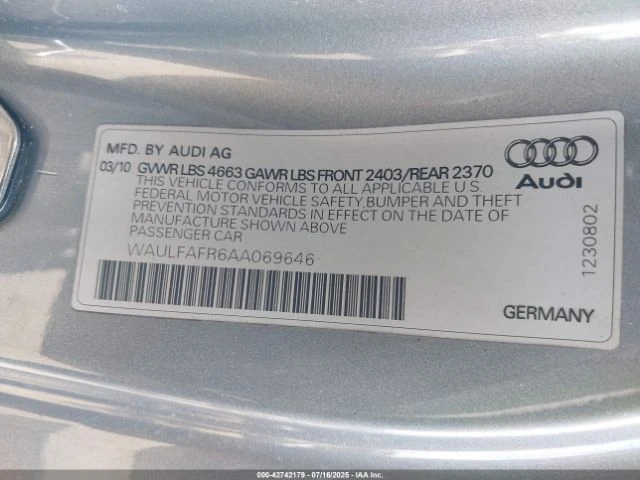 MFD. BY AUDI AG
03/10 GVWR LBS 4663 GAWR LBS FRONT 2403/REAR 2370
THIS VEHICLE CONFORMS TO ALL APPLICABLE U.S.
FEDERAL MOTOR VEHICLE SAFETY,BUMPER AND THEFT
PREVENTION STANDARDS IN EFFECT ON THE DATE OF
MANUFACTURE SHOWN ABOVE
PASSENGER CAR
WAULFAFR6AA069646
Audi
1230802
GERMANY
00-42742179 - 07/16/2025 - IAA Inc.